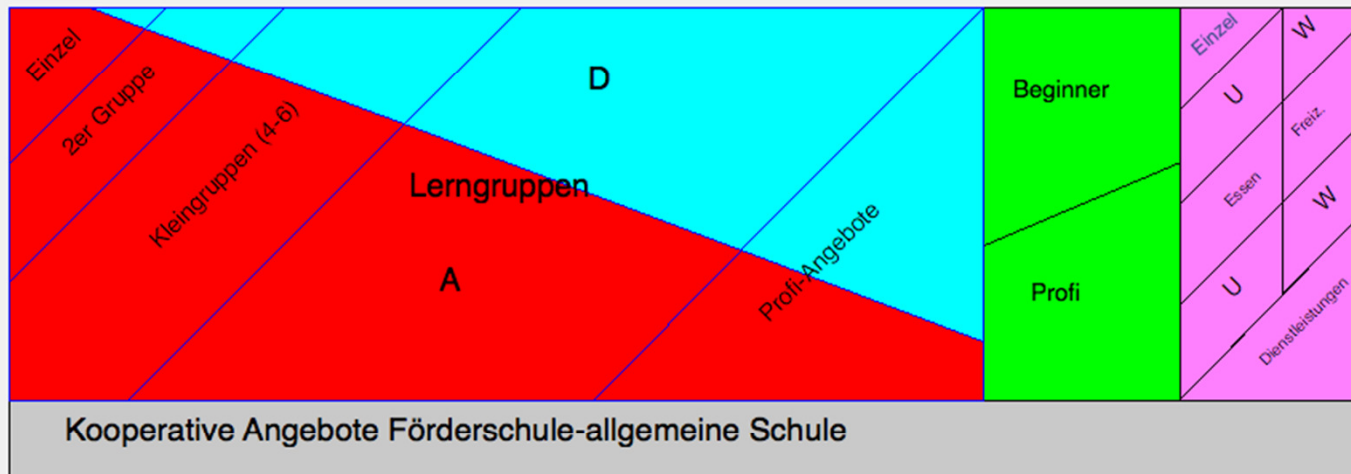 Einzel
2er Gruppe
Kleingruppen (4-6)
D
Lerngruppen
A
Profi-Angebote
Beginner
Profi
Einzel
W
U
Freiz.
Essen
W
U
Dienstleistungen
Kooperative Angebote Förderschule-allgemeine Schule